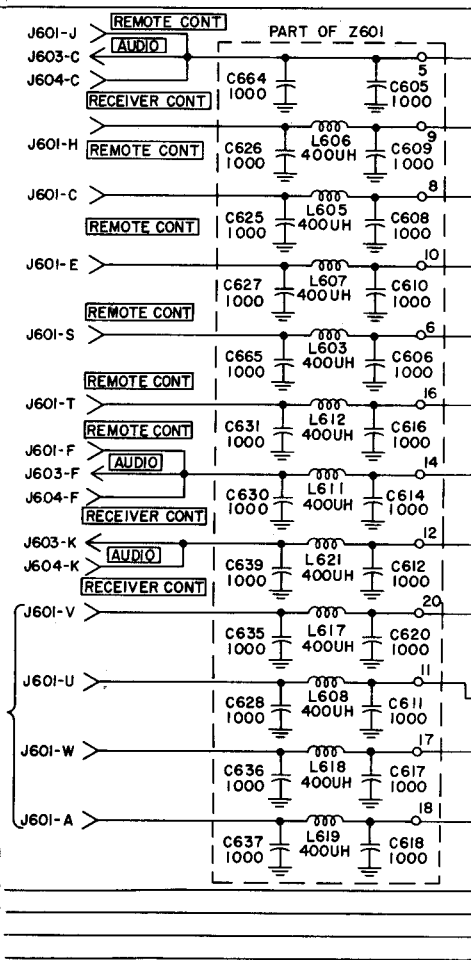 REMOTE CONT
PART OF Z601
J601-J
J603-C
AUDIO
J604-C
C664
1000
C605
1000
5
RECEIVER CONT
J601-H
REMOTE CONT
C626
1000
L606
400UH
C609
1000
9
J601-C
REMOTE CONT
C625
1000
L605
400UH
C608
1000
8
J601-E
C627
1000
L607
400UH
C610
1000
10
REMOTE CONT
J601-S
C665
1000
L603
400UH
C606
1000
6
REMOTE CONT
J601-T
C631
1000
L612
400UH
C616
1000
16
REMOTE CONT
J601-F
J603-F
AUDIO
J604-F
C630
1000
L611
400UH
C614
1000
14
RECEIVER CONT
J603-K
AUDIO
J604-K
C639
1000
L621
400UH
C612
1000
12
RECEIVER CONT
J601-V
C635
1000
L617
400UH
C620
1000
20
J601-U
C628
1000
L608
400UH
C611
1000
11
J601-W
C636
1000
L618
400UH
C617
1000
17
J601-A
C637
1000
L619
400UH
C618
1000
18